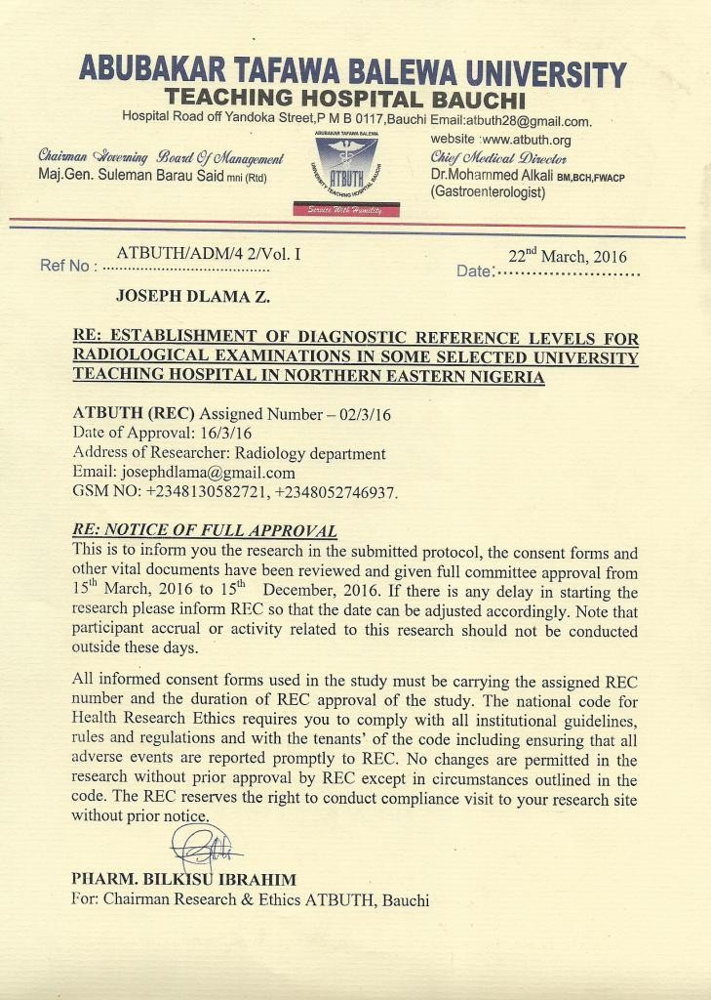 ABUBAKAR TAFAWA BALEWA UNIVERSITY
TEACHING HOSPITAL BAUCHI
Hospital Road off Yandoka Street,P M B 0117,Bauchi Email:atbuth28@gmail.com.
website :www.atbuth.org
Chairman Governing Board Of Management
Maj.Gen. Suleman Barau Said mni (Rtd)
ABUBAKAR TAFAWA BALEWA
UNIVERSITY TEACHING HOSPITAL BAUCHI
ATBUTH
Service With Humility
Chief Medical Director
Dr.Mohammed Alkali BM,BCH,FWACP
(Gastroenterologist)
Ref No : ATBUTH/ADM/4 2/Vol. I
Date: 22nd March, 2016
JOSEPH DLAMA Z.
RE: ESTABLISHMENT OF DIAGNOSTIC REFERENCE LEVELS FOR
RADIOLOGICAL EXAMINATIONS IN SOME SELECTED UNIVERSITY
TEACHING HOSPITAL IN NORTHERN EASTERN NIGERIA
ATBUTH (REC) Assigned Number – 02/3/16
Date of Approval: 16/3/16
Address of Researcher: Radiology department
Email: josephdlama@gmail.com
GSM NO: +2348130582721, +2348052746937.
RE: NOTICE OF FULL APPROVAL
This is to inform you the research in the submitted protocol, the consent forms and
other vital documents have been reviewed and given full committee approval from
15th March, 2016 to 15th December, 2016. If there is any delay in starting the
research please inform REC so that the date can be adjusted accordingly. Note that
participant accrual or activity related to this research should not be conducted
outside these days.
All informed consent forms used in the study must be carrying the assigned REC
number and the duration of REC approval of the study. The national code for
Health Research Ethics requires you to comply with all institutional guidelines,
rules and regulations and with the tenants' of the code including ensuring that all
adverse events are reported promptly to REC. No changes are permitted in the
research without prior approval by REC except in circumstances outlined in the
code. The REC reserves the right to conduct compliance visit to your research site
without prior notice.
PHARM. BILKISU IBRAHIM
For: Chairman Research & Ethics ATBUTH, Bauchi